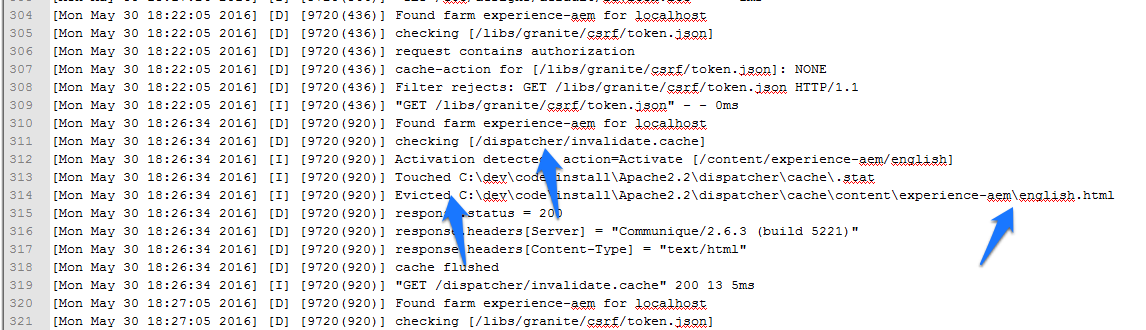 304 [Mon May 30 18:22:05 2016] [D] [9720(436)] Found farm experience-aem for localhost
305 [Mon May 30 18:22:05 2016] [D] [9720(436)] checking [/libs/granite/csrf/token.json]
306 [Mon May 30 18:22:05 2016] [D] [9720(436)] request contains authorization
307 [Mon May 30 18:22:05 2016] [D] [9720(436)] cache-action for [/libs/granite/csrf/token.json]: NONE
308 [Mon May 30 18:22:05 2016] [D] [9720(436)] Filter rejects: GET /libs/granite/csrf/token.json HTTP/1.1
309 [Mon May 30 18:22:05 2016] [I] [9720(436)] "GET /libs/granite/csrf/token.json" - - 0ms
310 [Mon May 30 18:26:34 2016] [D] [9720(920)] Found farm experience-aem for localhost
311 [Mon May 30 18:26:34 2016] [D] [9720(920)] checking [/dispatcher/invalidate.cache]
312 [Mon May 30 18:26:34 2016] [I] [9720(920)] Activation detected action=Activate [/content/experience-aem/english]
313 [Mon May 30 18:26:34 2016] [I] [9720(920)] Touched C:\dev\code install\Apache2.2\dispatcher\cache\.stat
314 [Mon May 30 18:26:34 2016] [I] [9720(920)] Evicted C:\dev\code install\Apache2.2\dispatcher\cache\content\experience-aem\english.html
315 [Mon May 30 18:26:34 2016] [D] [9720(920)] response.status = 200
316 [Mon May 30 18:26:34 2016] [D] [9720(920)] response.headers[Server] = "Communique/2.6.3 (build 5221)"
317 [Mon May 30 18:26:34 2016] [D] [9720(920)] response.headers[Content-Type] = "text/html"
318 [Mon May 30 18:26:34 2016] [D] [9720(920)] cache flushed
319 [Mon May 30 18:26:34 2016] [I] [9720(920)] "GET /dispatcher/invalidate.cache" 200 13 5ms
320 [Mon May 30 18:27:05 2016] [D] [9720(920)] Found farm experience-aem for localhost
321 [Mon May 30 18:27:05 2016] [D] [9720(920)] checking [/libs/granite/csrf/token.json]